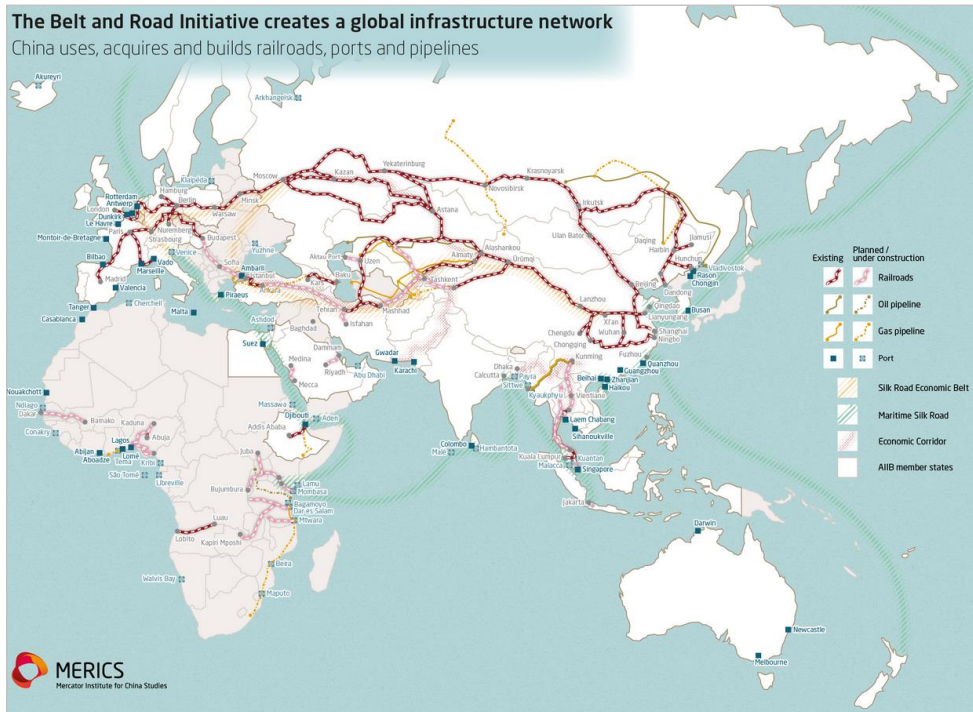 The Belt and Road Initiative creates a global infrastructure network
China uses, acquires and builds railroads, ports and pipelines
Akureyri
Arkhangelsk
Klaipeda
Hamburg
Rotterdam
Antwerp
Berlin
London
Dunkirk
Le Havre
Paris
Warsaw
Minsk
Moscow
Kazan
Yekaterinburg
Novosibirsk
Krasnoyarsk
Irkutsk
Montoir-de-Bretagne
Strasbourg
Nuremberg
Budapest
Astana
Ulan Bator
Daqing
Harbin
Jiamusi
Hunchun
Vladivostok
Rason
Chongjin
Bilbao
Vado
Venice
Yuzhne
Marseille
Madrid
Valencia
Sofia
Ambarli
Istanbul
Ankara
Kars
Baku
Aktau Port
Uzen
Almaty
Alashankou
Ürümqi
Tashkent
Beijing
Dandong
Tanger
Casablanca
Cherchell
Malta
Piraeus
Tehran
Mashhad
Isfahan
Lanzhou
Qingdao
Lianyungang
Busan
Xi'an
Wuhan
Chengdu
Chongqing
Shanghai
Ningbo
Ashdod
Suez
Baghdad
Dammam
Medina
Riyadh
Mecca
Abu Dhabi
Gwadar
Karachi
Fuzhou
Quanzhou
Guangzhou
Zhanjian
Haikou
Beihai
Kunming
Dhaka
Calcutta
Payra
Sittwe
Kyaukphyu
Vientiane
Laem Chabang
Sihanoukville
Nouakchott
Ndiago
Dakar
Bamako
Conakry
Kaduna
Abuja
Lagos
Lomé
Abijan
Aboadze
Tema
Kribi
São Tomé
Libreville
Massawa
Djibouti
Aden
Addis Ababa
Juba
Colombo
Hambantota
Malé
Kuala Lumpur
Kuantan
Malacca
Singapore
Jakarta
Lamu
Mombasa
Bujumbura
Bagamoyo
Dar es Salam
Mtwara
Luau
Lobito
Kapiri Mposhi
Beira
Walvis Bay
Maputo
Darwin
Newcastle
Melbourne
Existing
Planned /
under construction
Railroads
Oil pipeline
Gas pipeline
Port
Silk Road Economic Belt
Maritime Silk Road
Economic Corridor
AIIB member states
MERICS
Mercator Institute for China Studies